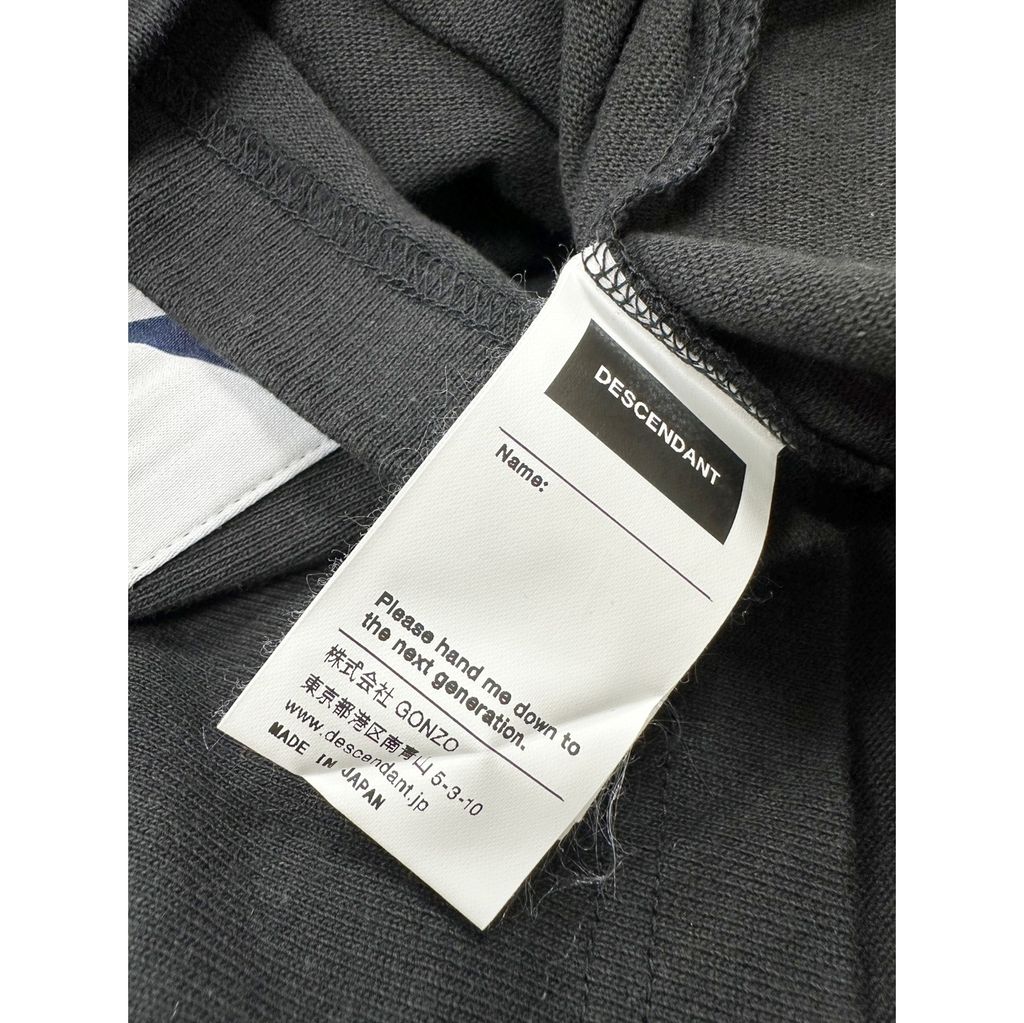 DESCENDANT
Name:
Please hand me down to
the next generation.
株式会社 GONZO
東京都港区南青山 5-3-10
www.descendant.jp
MADE IN JAPAN